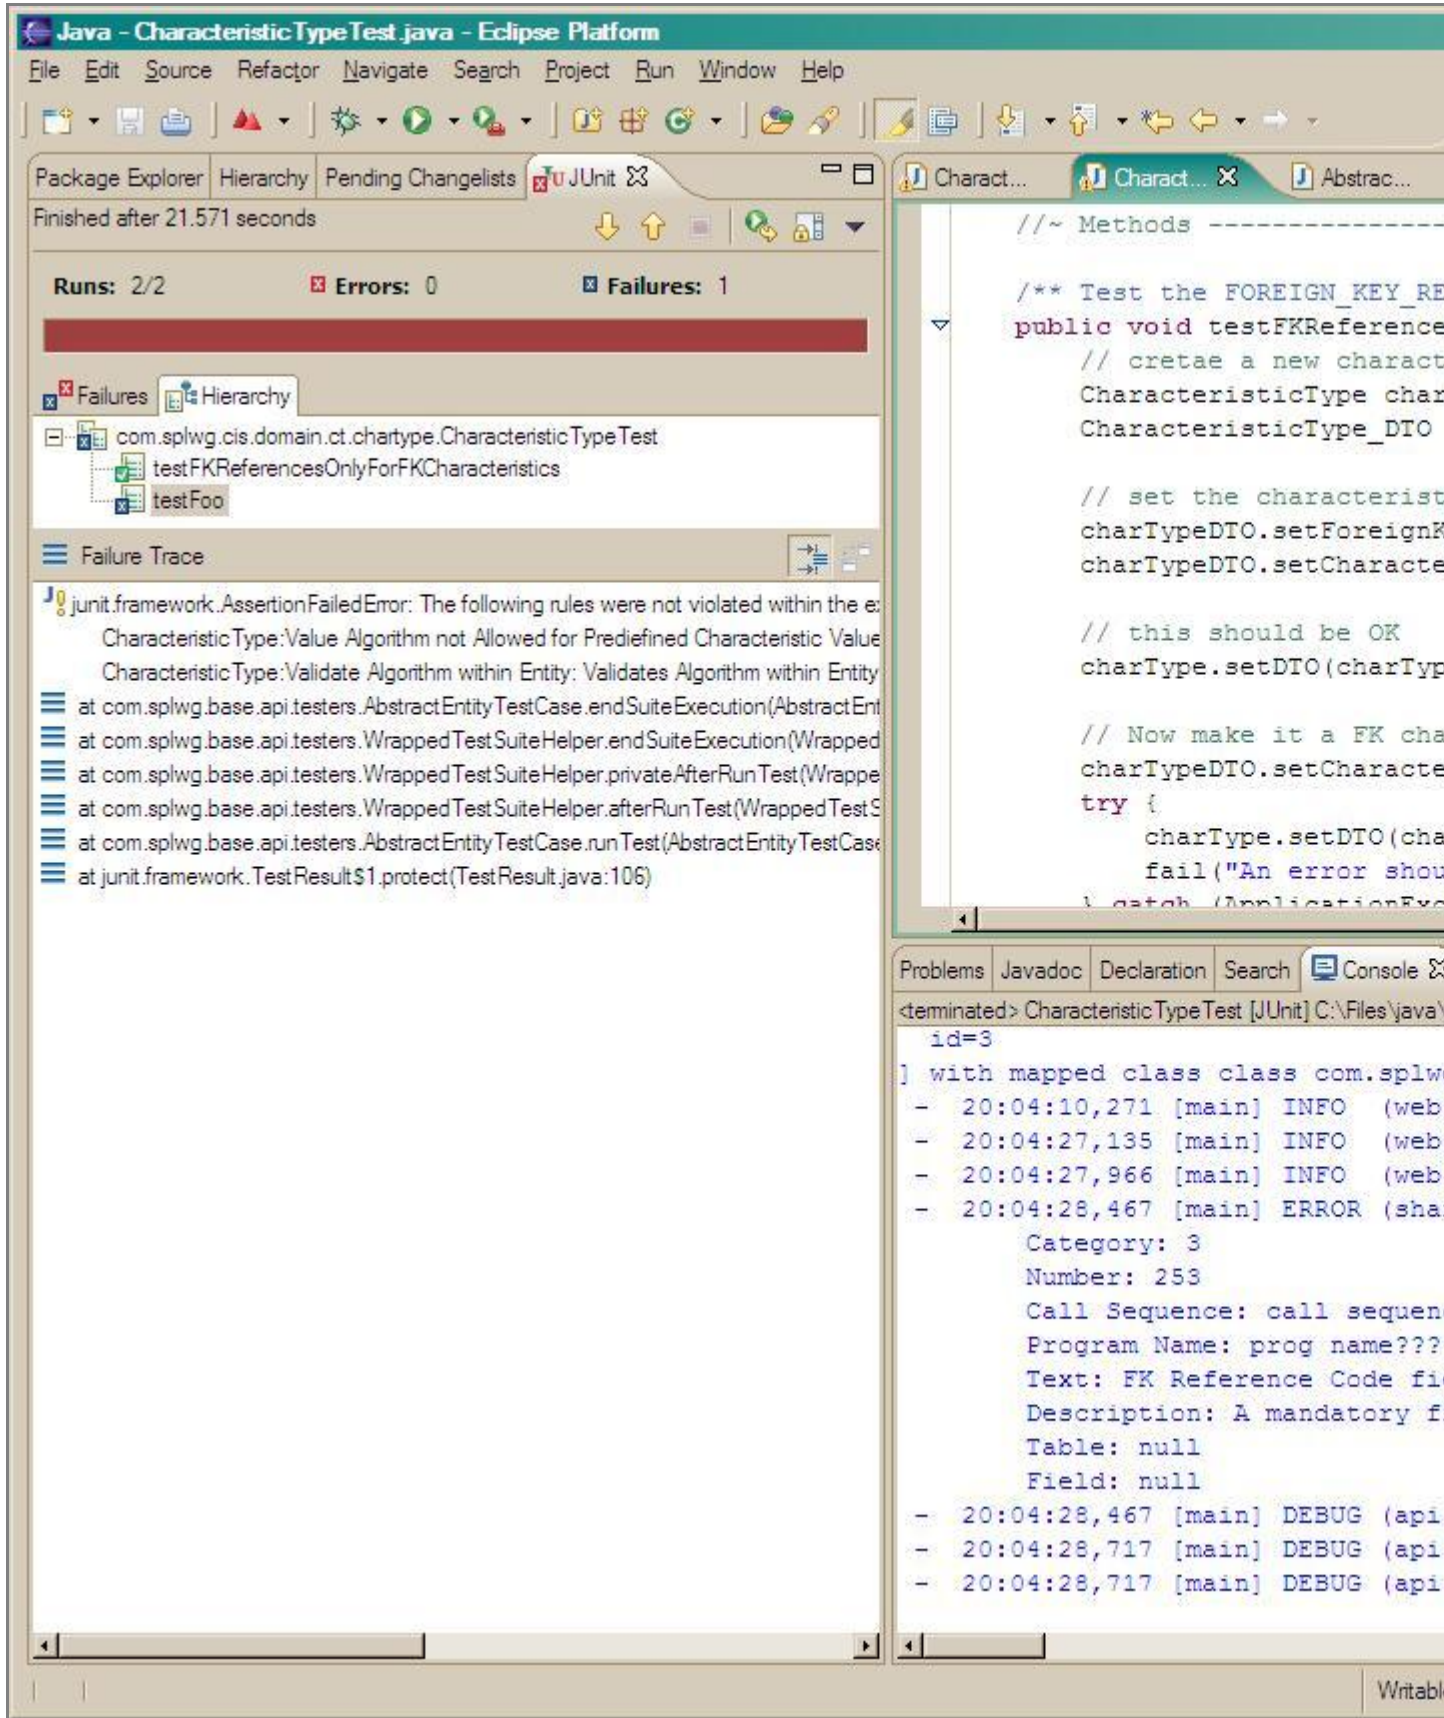 Java - CharacteristicTypeTest.java - Eclipse Platform
File Edit Source Refactor Navigate Search Project Run Window Help
Package Explorer Hierarchy Pending Changelists JUnit
Finished after 21.571 seconds
Runs: 2/2 Errors: 0 Failures: 1
Failures Hierarchy
com.splwg.cis.domain.ct.chartype.CharacteristicTypeTest
testFKReferencesOnlyForFKCharacteristics
testFoo
Failure Trace
junit.framework.AssertionFailedError: The following rules were not violated within the ex
CharacteristicType:Value Algorithm not Allowed for Prediefined Characteristic Value
CharacteristicType:Validate Algorithm within Entity: Validates Algorithm within Entity
at com.splwg.base.api.testers.AbstractEntityTestCase.endSuiteExecution(AbstractEnt
at com.splwg.base.api.testers.WrappedTestSuiteHelper.endSuiteExecution(Wrapped
at com.splwg.base.api.testers.WrappedTestSuiteHelper.privateAfterRunTest(Wrappe
at com.splwg.base.api.testers.WrappedTestSuiteHelper.afterRunTest(WrappedTestS
at com.splwg.base.api.testers.AbstractEntityTestCase.runTest(AbstractEntityTestCase
at junit.framework.TestResult$1.protect(TestResult.java:106)
Charact... Charact... Abstrac...
//~ Methods ---------------
/** Test the FOREIGN_KEY_RE
public void testFKReference
// cretae a new charact
CharacteristicType char
CharacteristicType_DTO
// set the characterist
charTypeDTO.setForeignK
charTypeDTO.setCharacte
// this should be OK
charType.setDTO(charTyp
// Now make it a FK cha
charTypeDTO.setCharacte
try {
charType.setDTO(cha
fail("An error shou
} catch (ApplicationExc
Problems Javadoc Declaration Search Console
<terminated> CharacteristicTypeTest [JUnit] C:\Files\java\
id=3
] with mapped class class com.splw
- 20:04:10,271 [main] INFO (web
- 20:04:27,135 [main] INFO (web
- 20:04:27,966 [main] INFO (web
- 20:04:28,467 [main] ERROR (sha
Category: 3
Number: 253
Call Sequence: call sequen
Program Name: prog name???
Text: FK Reference Code fie
Description: A mandatory f
Table: null
Field: null
- 20:04:28,467 [main] DEBUG (api
- 20:04:28,717 [main] DEBUG (api
- 20:04:28,717 [main] DEBUG (api
Writabl